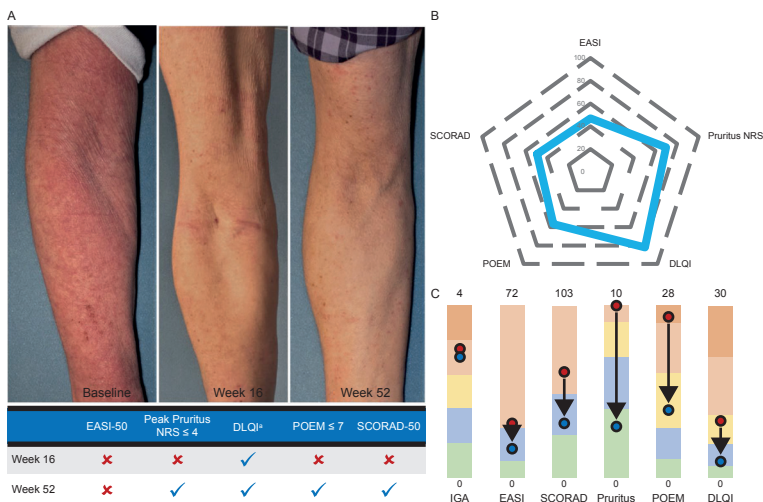 A
Baseline
Week 16
Week 52
EASI-50
Peak Pruritus
NRS ≤ 4
DLQIᵃ
POEM ≤ 7
SCORAD-50
Week 16 ✘ ✘ ✓ ✘ ✘
Week 52 ✘ ✓ ✓ ✓ ✓
B
EASI
100
80
60
40
20
0
SCORAD
Pruritus NRS
POEM
DLQI
C
4 72 103 10 28 30
0 0 0 0 0 0
IGA EASI SCORAD Pruritus POEM DLQI